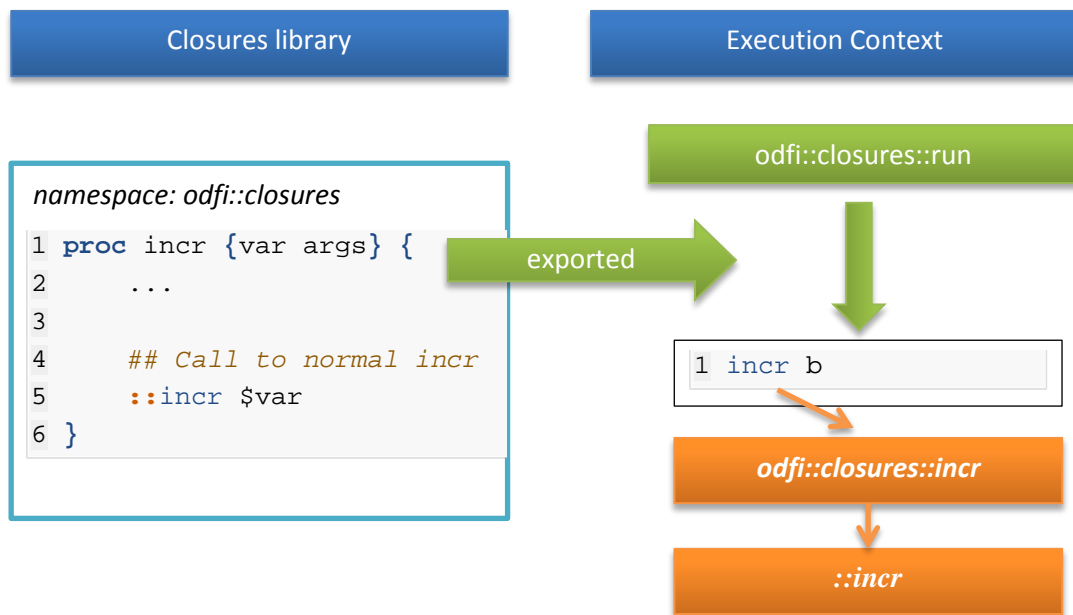 Closures library
Execution Context
odfi::closures::run
namespace: odfi::closures
1 proc incr {var args} {
2     ...
3
4     ## Call to normal incr
5     ::incr $var
6 }
exported
1 incr b
odfi::closures::incr
::incr